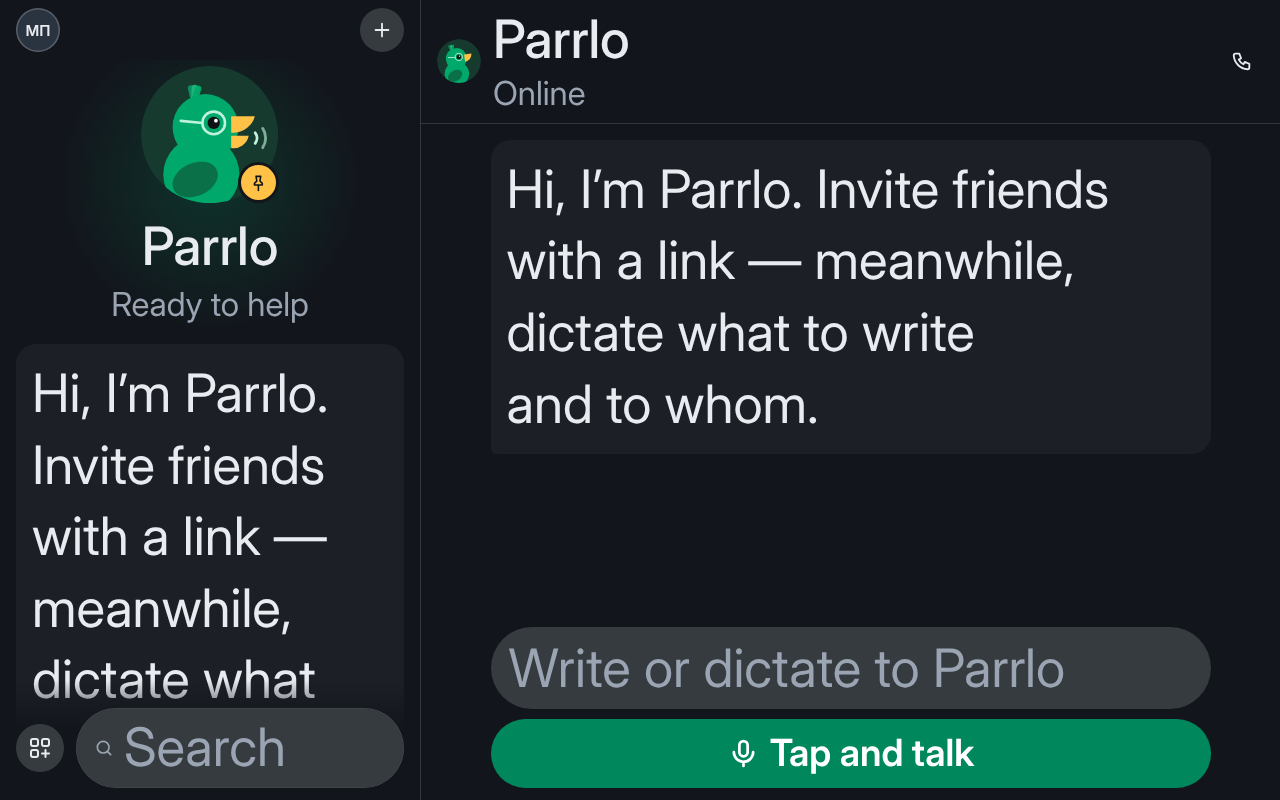 МП
Parrlo
Ready to help
Hi, I’m Parrlo.
Invite friends
with a link —
meanwhile,
dictate what
Search
Parrlo
Online
Hi, I’m Parrlo. Invite friends
with a link — meanwhile,
dictate what to write
and to whom.
Write or dictate to Parrlo
Tap and talk